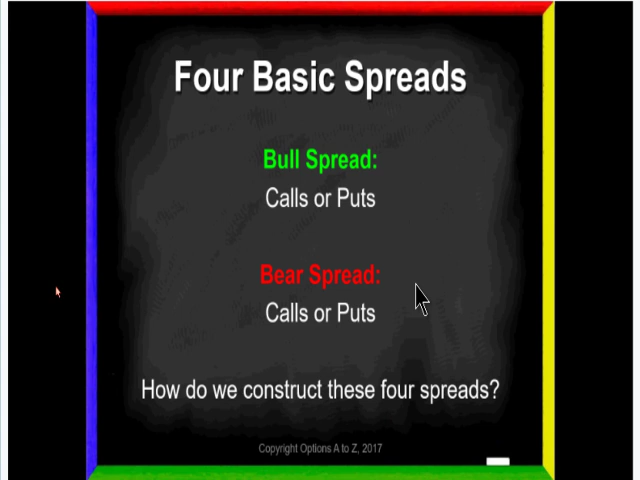 Four Basic Spreads
Bull Spread:
Calls or Puts
Bear Spread:
Calls or Puts
How do we construct these four spreads?
Copyright Options A to Z, 2017